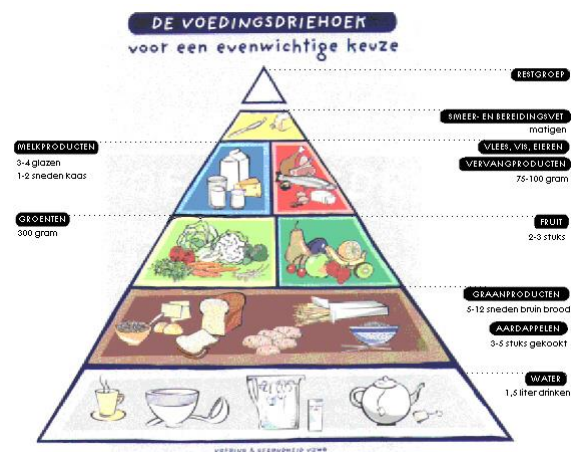 DE VOEDINGSDRIEHOEK
voor een evenwichtige keuze
RESTGROEP
SMEER- EN BEREIDINGSVET
matigen
MELKPRODUCTEN
3-4 glazen
1-2 sneden kaas
VLEES, VIS, EIEREN
VERVANGPRODUCTEN
75-100 gram
GROENTEN
300 gram
FRUIT
2-3 stuks
GRAANPRODUCTEN
5-12 sneden bruin brood
AARDAPPELEN
3-5 stuks gekookt
WATER
1,5 liter drinken